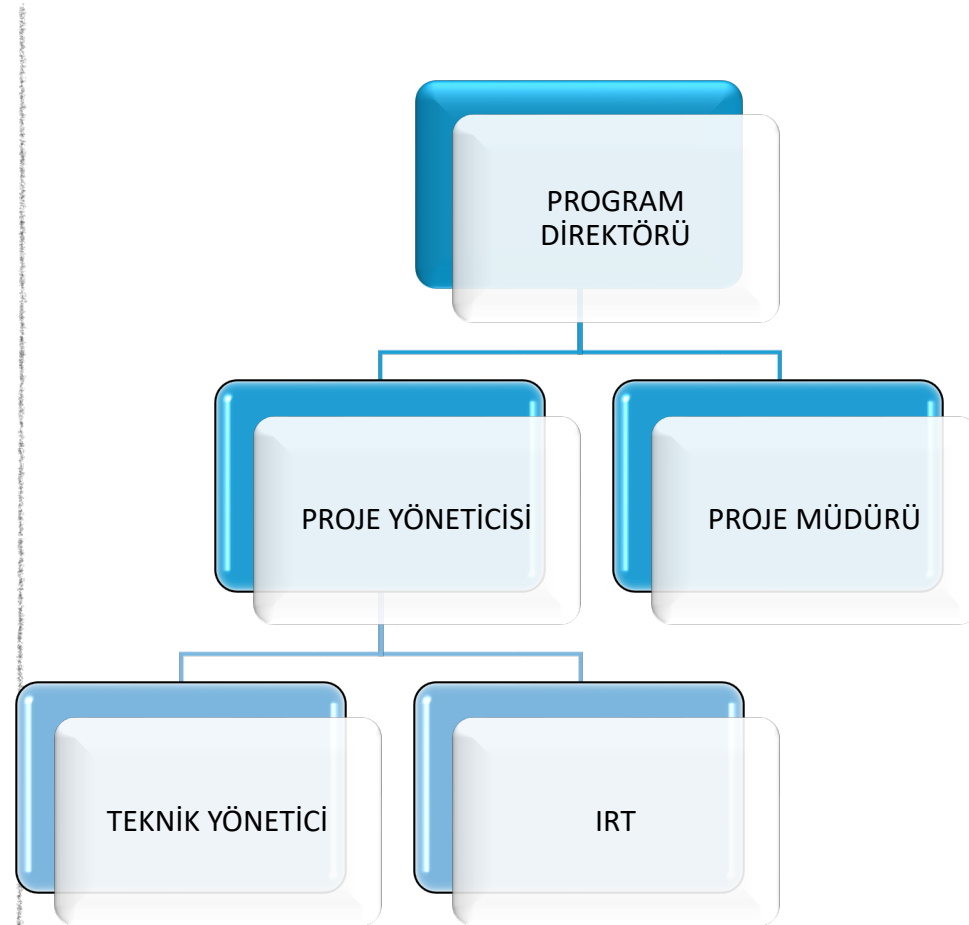 PROGRAM
DİREKTÖRÜ
PROJE YÖNETİCİSİ
PROJE MÜDÜRÜ
TEKNİK YÖNETİCİ
IRT